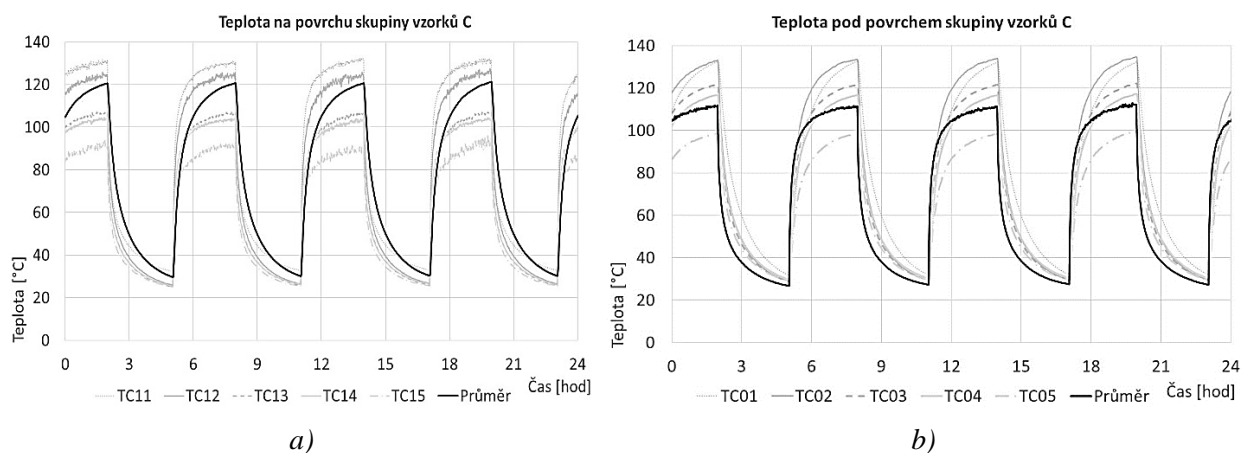 Teplota na povrchu skupiny vzorků C
140
120
100
80
60
40
20
0
Teplota [°C]
0 3 6 9 12 15 18 21 24
Čas [hod]
TC11 TC12 TC13 TC14 TC15 Průměr
a)
Teplota pod povrchem skupiny vzorků C
140
120
100
80
60
40
20
0
Teplota [°C]
0 3 6 9 12 15 18 21 24
Čas [hod]
TC01 TC02 TC03 TC04 TC05 Průměr
b)